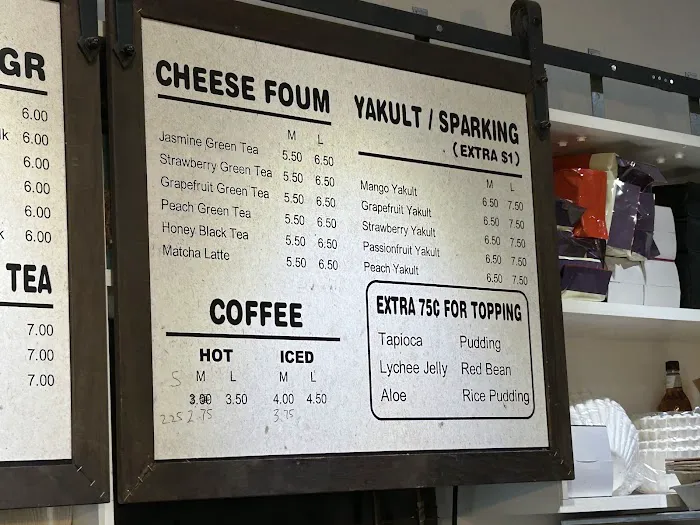 GR
6.00
6.00
6.00
6.00
6.00
6.00
TEA
7.00
7.00
7.00
CHEESE FOUM
M L
Jasmine Green Tea 5.50 6.50
Strawberry Green Tea 5.50 6.50
Grapefruit Green Tea 5.50 6.50
Peach Green Tea 5.50 6.50
Honey Black Tea 5.50 6.50
Matcha Latte 5.50 6.50
COFFEE
HOT ICED
S M L M L
3.00 3.50 4.00 4.50
2.25 2.75 3.75
YAKULT / SPARKING
(EXTRA $1)
M L
Mango Yakult 6.50 7.50
Grapefruit Yakult 6.50 7.50
Strawberry Yakult 6.50 7.50
Passionfruit Yakult 6.50 7.50
Peach Yakult 6.50 7.50
EXTRA 75¢ FOR TOPPING
Tapioca Pudding
Lychee Jelly Red Bean
Aloe Rice Pudding